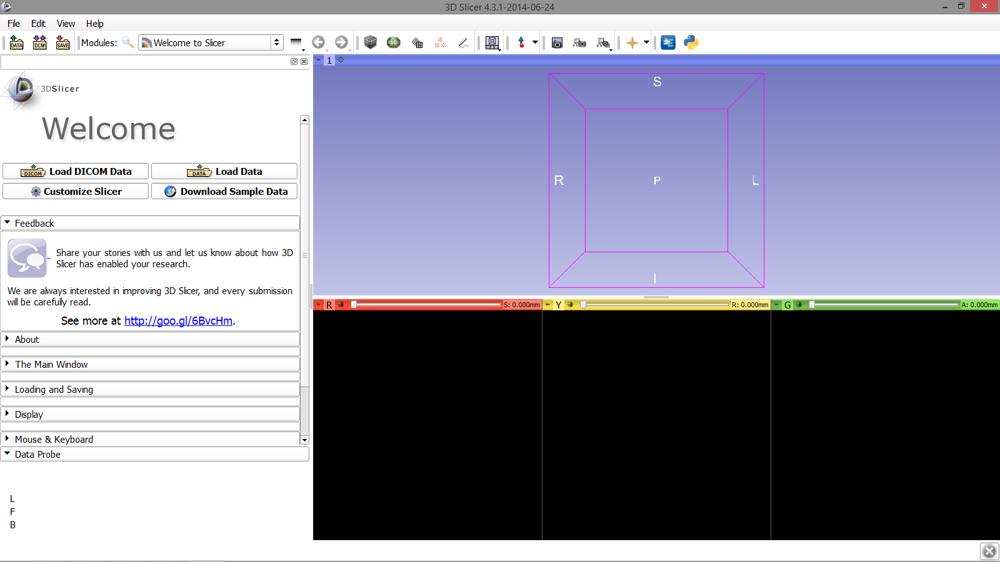 3D Slicer 4.3.1-2014-06-24
File Edit View Help
DATA DCM SAVE Modules: Welcome to Slicer
1
3DSlicer
Welcome
DICOM Load DICOM Data DATA Load Data
Customize Slicer Download Sample Data
Feedback
Share your stories with us and let us know about how 3D
Slicer has enabled your research.
We are always interested in improving 3D Slicer, and every submission
will be carefully read.
See more at http://goo.gl/6BvcHm.
About
The Main Window
Loading and Saving
Display
Mouse & Keyboard
Data Probe
L
F
B
S
R P L
I
R S: 0.000mm Y R: 0.000mm G A: 0.000mm